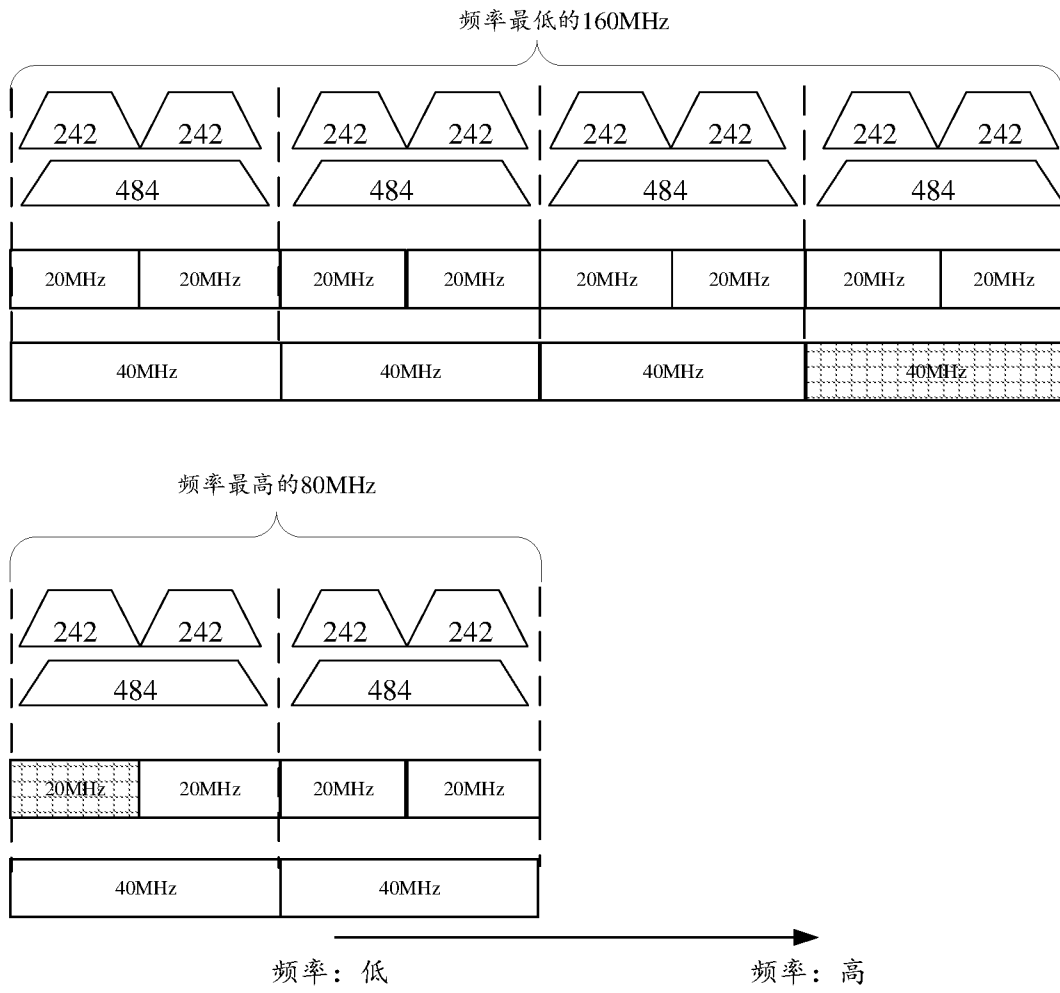 频率最低的160MHz
242 242 242 242 242 242 242 242
484 484 484 484
20MHz 20MHz 20MHz 20MHz 20MHz 20MHz 20MHz 20MHz
40MHz 40MHz 40MHz 40MHz
频率最高的80MHz
242 242 242 242
484 484
20MHz 20MHz 20MHz 20MHz
40MHz 40MHz
频率：低 频率：高